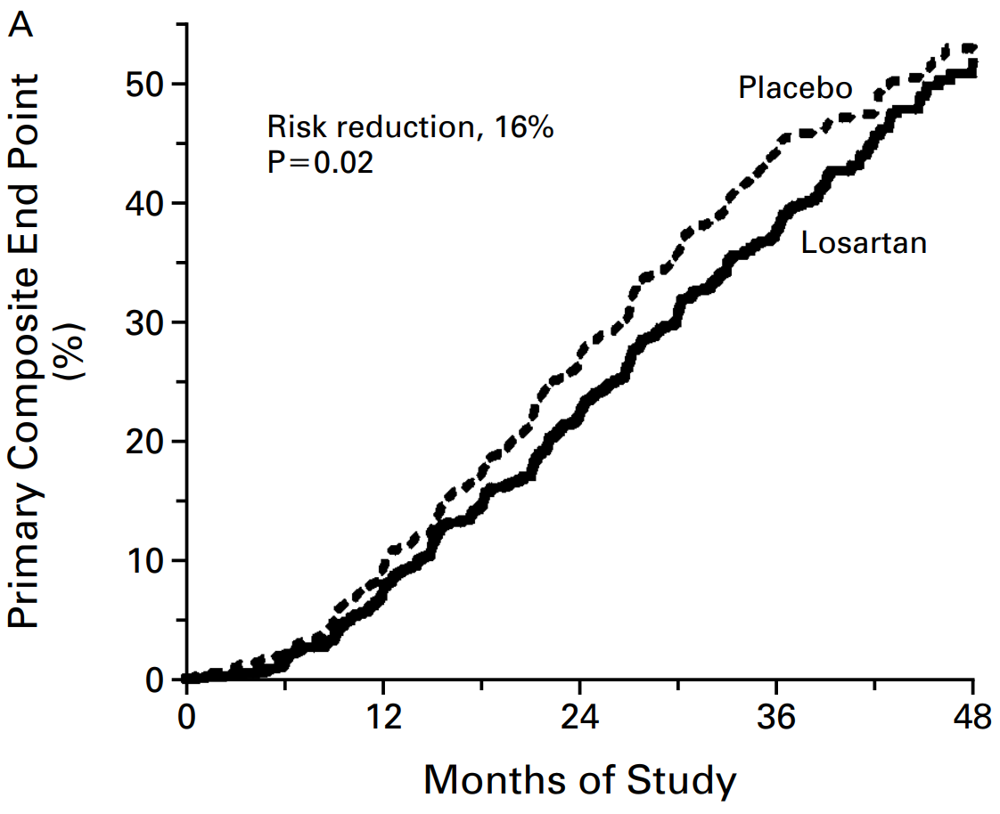 A
Primary Composite End Point
(%)
50
40
30
20
10
0
Risk reduction, 16%
P=0.02
Placebo
Losartan
0 12 24 36 48
Months of Study